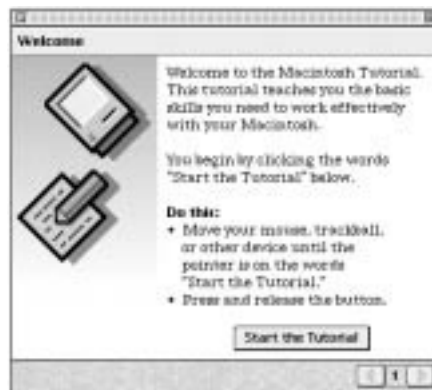 Welcome
Welcome to the Macintosh Tutorial.
This tutorial teaches you the basic
skills you need to work effectively
with your Macintosh.
You begin by clicking the words
"Start the Tutorial" below.
Do this:
• Move your mouse, trackball,
or other device until the
pointer is on the words
"Start the Tutorial."
• Press and release the button.
Start the Tutorial
1